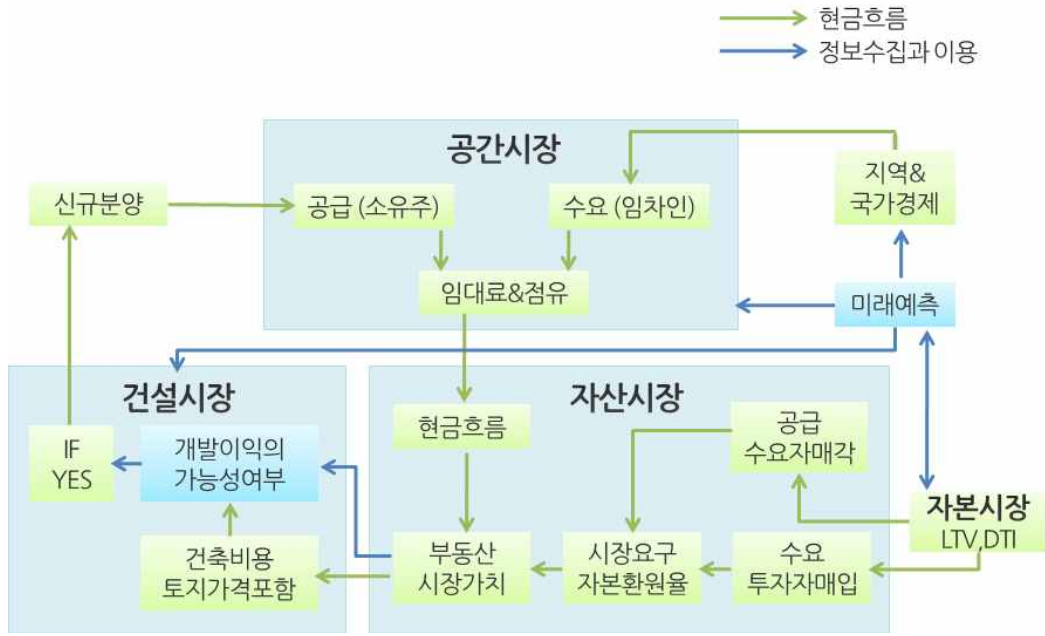 현금흐름
정보수집과 이용
공간시장
지역&
국가경제
신규분양
공급 (소유주)
수요 (임차인)
임대료&점유
미래예측
건설시장
자산시장
IF
YES
개발이익의
가능성여부
현금흐름
공급
수요자매각
자본시장
LTV,DTI
건축비용
토지가격포함
부동산
시장가치
시장요구
자본환원율
수요
투자자매입